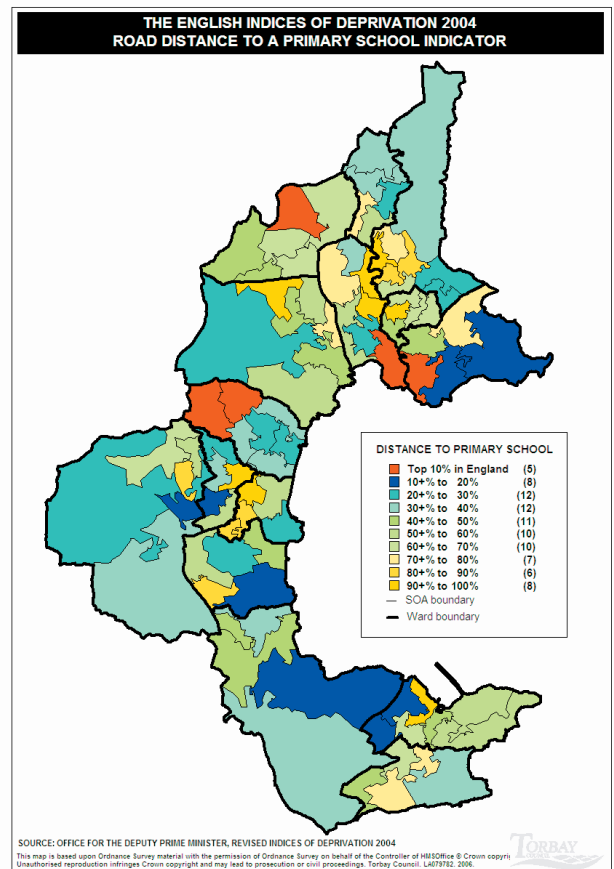 THE ENGLISH INDICES OF DEPRIVATION 2004
ROAD DISTANCE TO A PRIMARY SCHOOL INDICATOR
DISTANCE TO PRIMARY SCHOOL
Top 10% in England (5)
10+% to 20% (8)
20+% to 30% (12)
30+% to 40% (12)
40+% to 50% (11)
50+% to 60% (10)
60+% to 70% (10)
70+% to 80% (7)
80+% to 90% (6)
90+% to 100% (8)
SOA boundary
Ward boundary
SOURCE: OFFICE FOR THE DEPUTY PRIME MINISTER, REVISED INDICES OF DEPRIVATION 2004
This map is based upon Ordnance Survey material with the permission of Ordnance Survey on behalf of the Controller of HMSOffice © Crown copyri
Unauthorised reproduction infringes Crown copyright and may lead to prosecution or civil proceedings. Torbay Council. LA079782. 2006.
TORBAY
COUNCIL